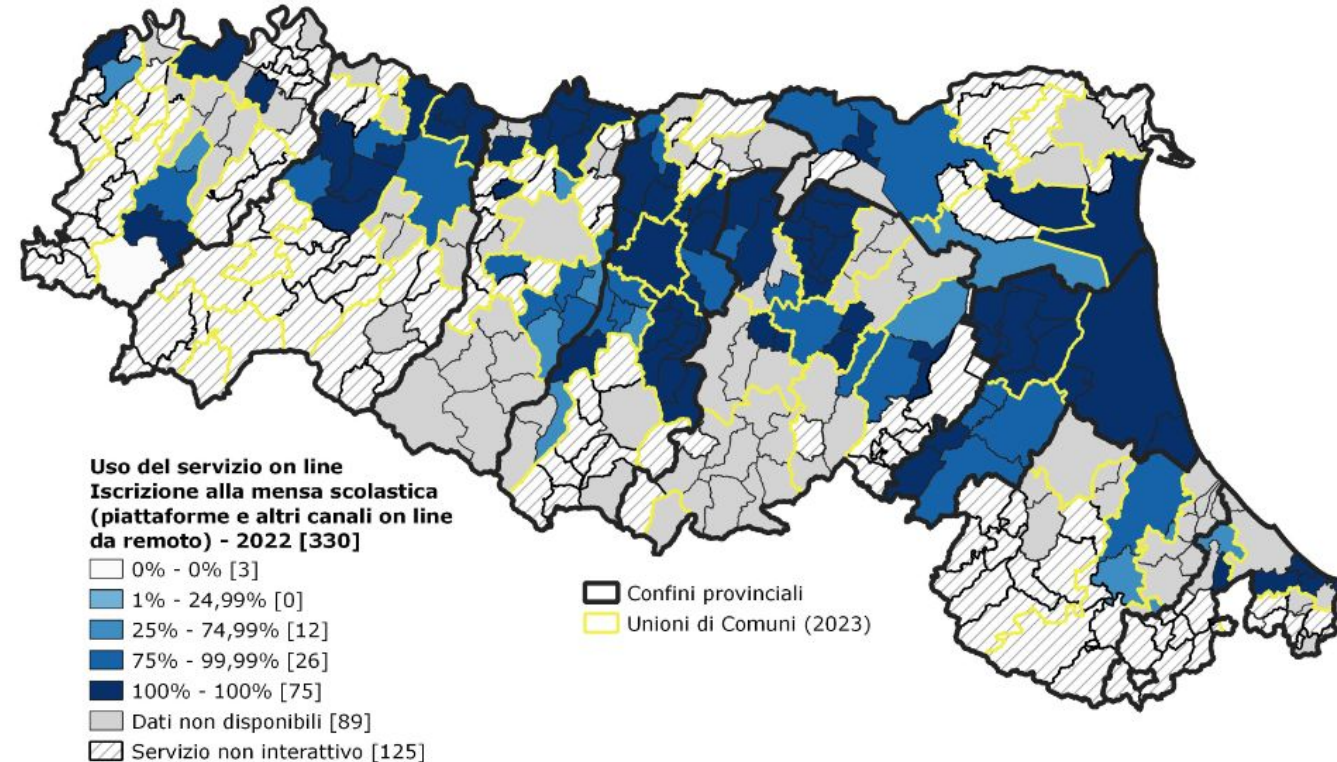 Uso del servizio on line
Iscrizione alla mensa scolastica
(piattaforme e altri canali on line
da remoto) - 2022 [330]
0% - 0% [3]
1% - 24,99% [0]
25% - 74,99% [12]
75% - 99,99% [26]
100% - 100% [75]
Dati non disponibili [89]
Servizio non interattivo [125]
Confini provinciali
Unioni di Comuni (2023)